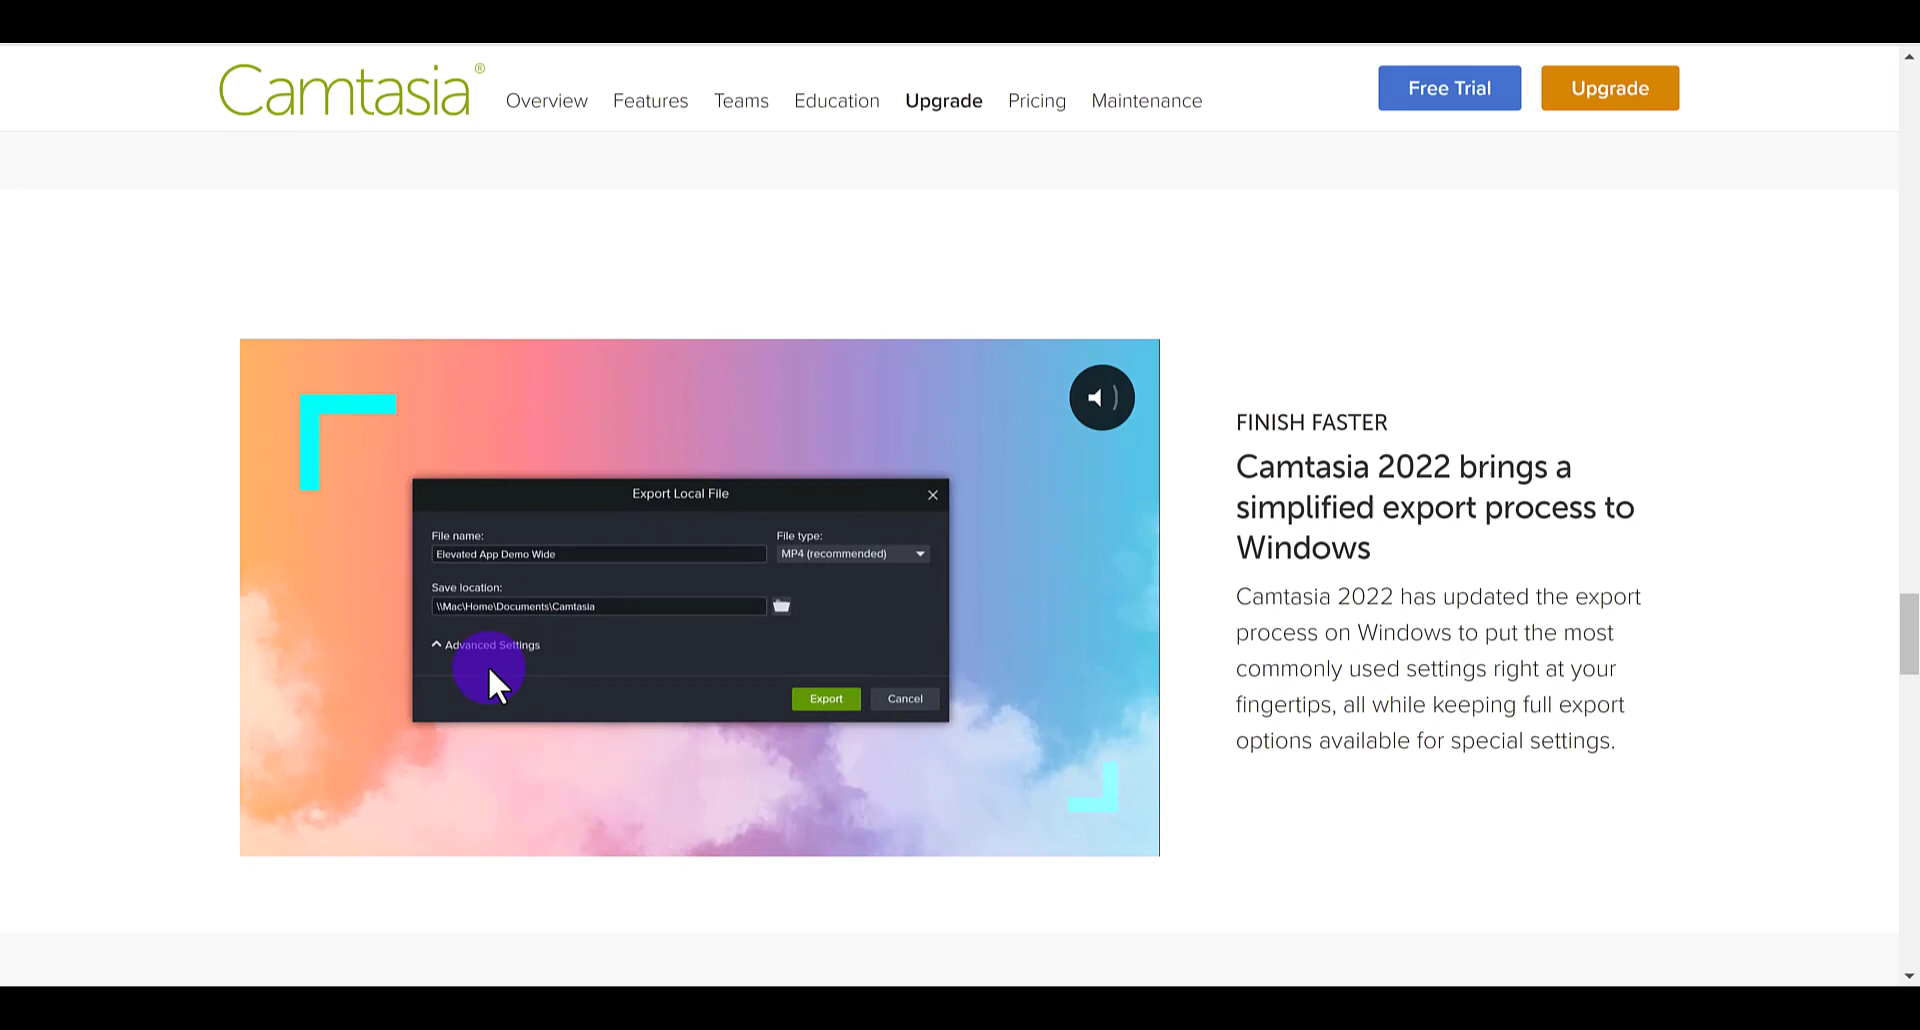 Camtasia®
Overview Features Teams Education Upgrade Pricing Maintenance
Free Trial Upgrade
Export Local File
File name: File type:
Elevated App Demo Wide MP4 (recommended)
Save location:
\\Mac\Home\Documents\Camtasia
Advanced Settings
Export Cancel
FINISH FASTER
Camtasia 2022 brings a
simplified export process to
Windows
Camtasia 2022 has updated the export
process on Windows to put the most
commonly used settings right at your
fingertips, all while keeping full export
options available for special settings.